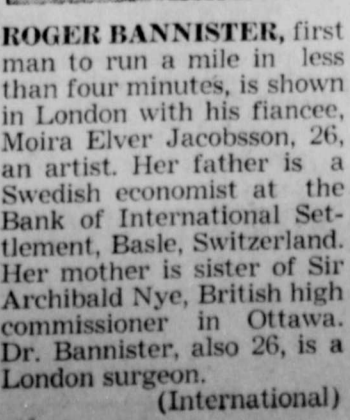 ROGER BANNISTER, first
man to run a mile in less
than four minutes, is shown
in London with his fiancee,
Moira Elver Jacobsson, 26,
an artist. Her father is a
Swedish economist at the
Bank of International Set-
tlement, Basle, Switzerland.
Her mother is sister of Sir
Archibald Nye, British high
commissioner in Ottawa.
Dr. Bannister, also 26, is a
London surgeon.
(International)